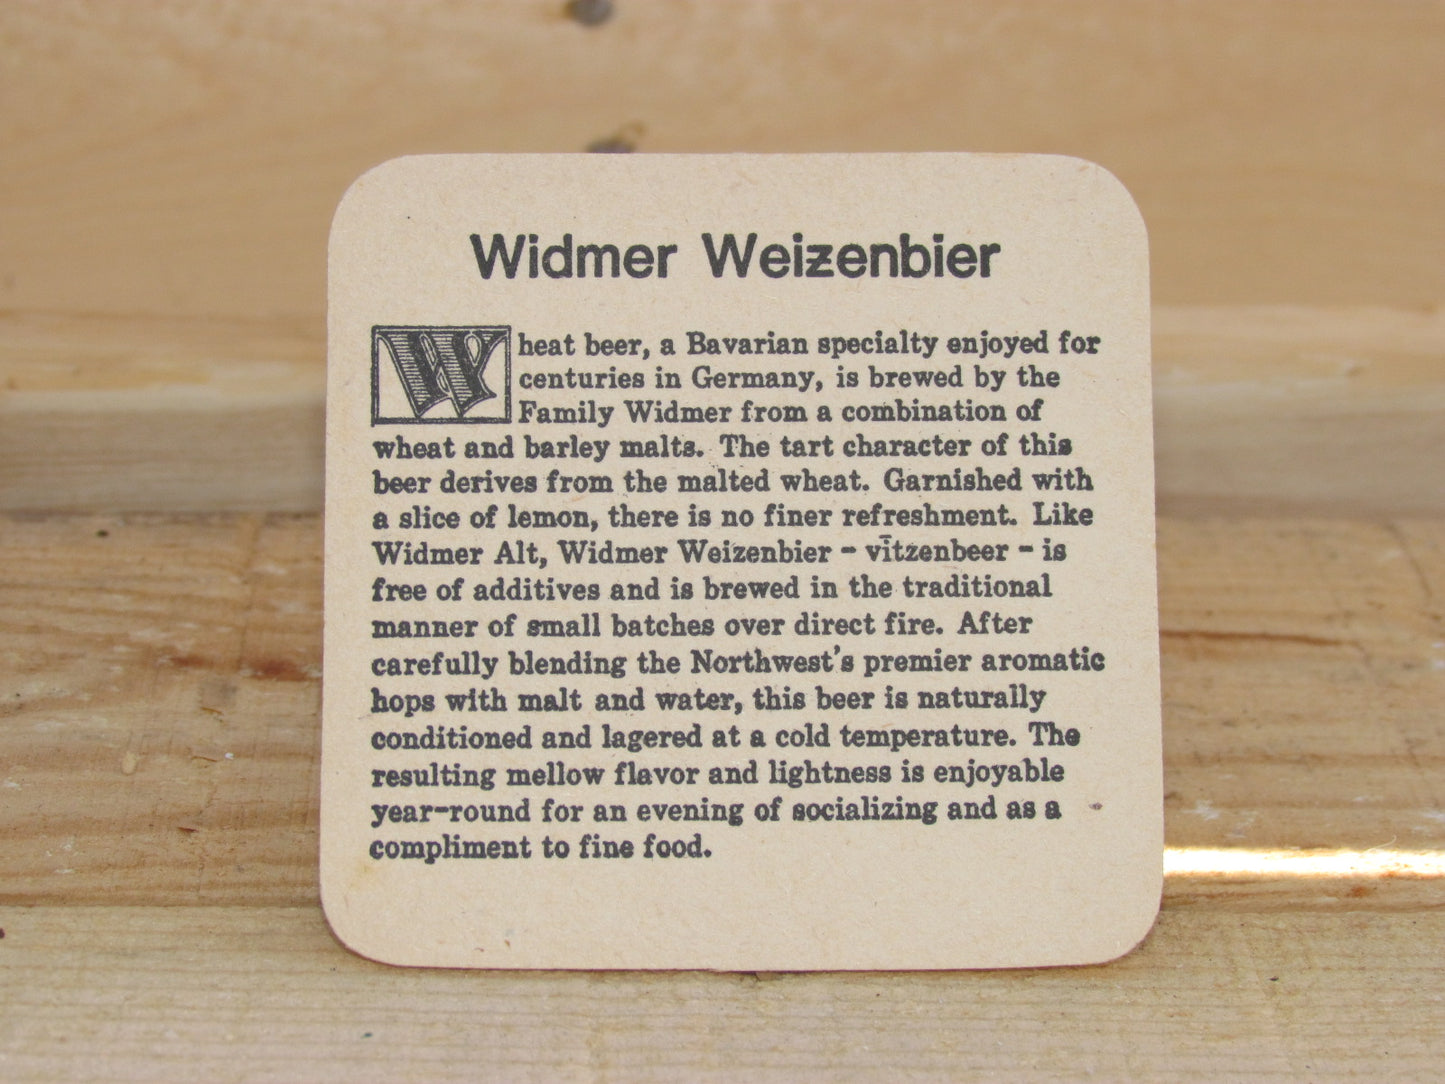 Widmer Weizenbier
Wheat beer, a Bavarian specialty enjoyed for
centuries in Germany, is brewed by the
Family Widmer from a combination of
wheat and barley malts. The tart character of this
beer derives from the malted wheat. Garnished with
a slice of lemon, there is no finer refreshment. Like
Widmer Alt, Widmer Weizenbier - vītzenbeer - is
free of additives and is brewed in the traditional
manner of small batches over direct fire. After
carefully blending the Northwest's premier aromatic
hops with malt and water, this beer is naturally
conditioned and lagered at a cold temperature. The
resulting mellow flavor and lightness is enjoyable
year-round for an evening of socializing and as a
compliment to fine food.